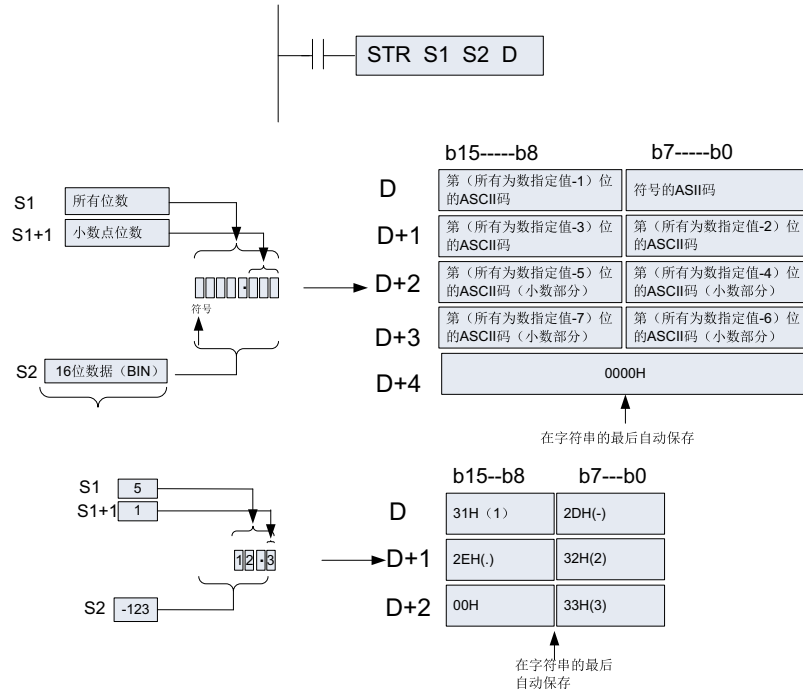 STR S1 S2 D
b15-----b8 b7-----b0
S1 所有位数
S1+1 小数点位数
符号
S2 16位数据（BIN）
D 第（所有为数指定值-1）位的ASCII码 符号的ASII码
D+1 第（所有为数指定值-3）位的ASCII码 第（所有为数指定值-2）位的ASCII码
D+2 第（所有为数指定值-5）位的ASCII码（小数部分） 第（所有为数指定值-4）位的ASCII码（小数部分）
D+3 第（所有为数指定值-7）位的ASCII码（小数部分） 第（所有为数指定值-6）位的ASCII码（小数部分）
D+4 0000H
在字符串的最后自动保存
b15--b8 b7---b0
S1 5
S1+1 1
1 2 . 3
S2 -123
D 31H（1） 2DH(-)
D+1 2EH(.) 32H(2)
D+2 00H 33H(3)
在字符串的最后
自动保存